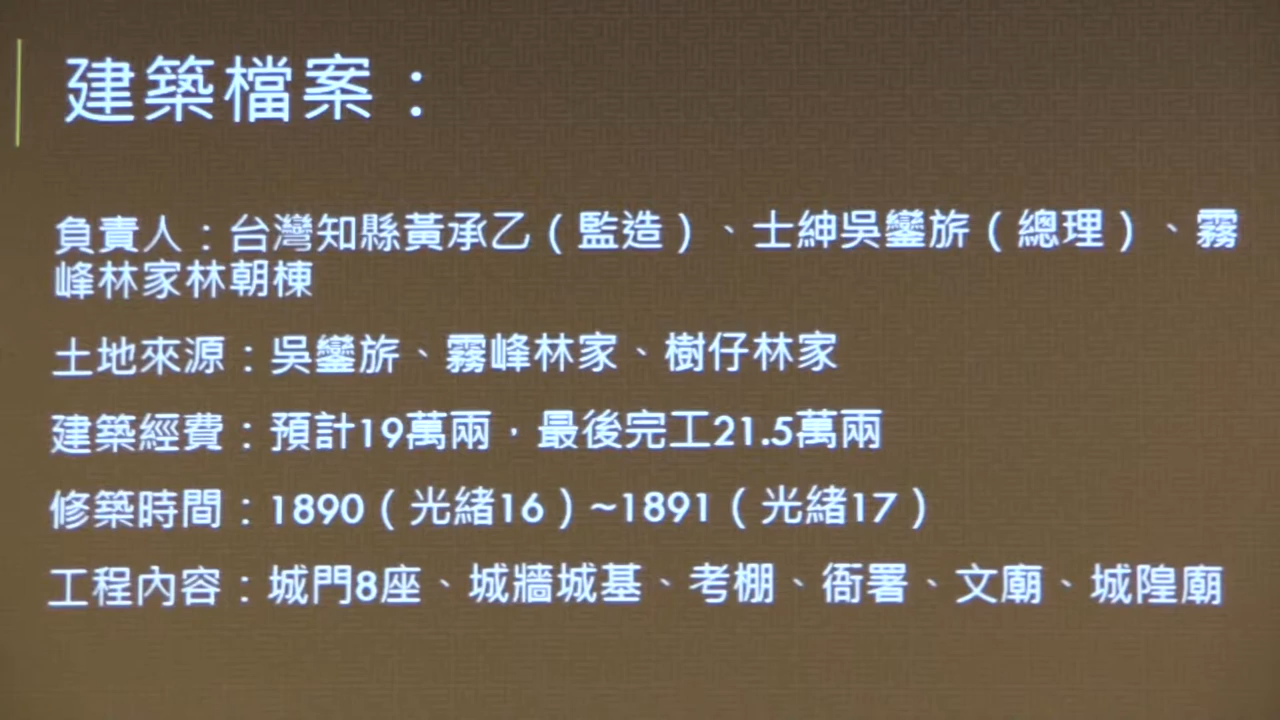 建築檔案：
負責人：台灣知縣黃承乙（監造）、士紳吳鸞旂（總理）、霧
峰林家林朝棟
土地來源：吳鸞旂、霧峰林家、樹仔林家
建築經費：預計19萬兩，最後完工21.5萬兩
修築時間：1890（光緒16）~1891（光緒17）
工程內容：城門8座、城牆城基、考棚、衙署、文廟、城隍廟